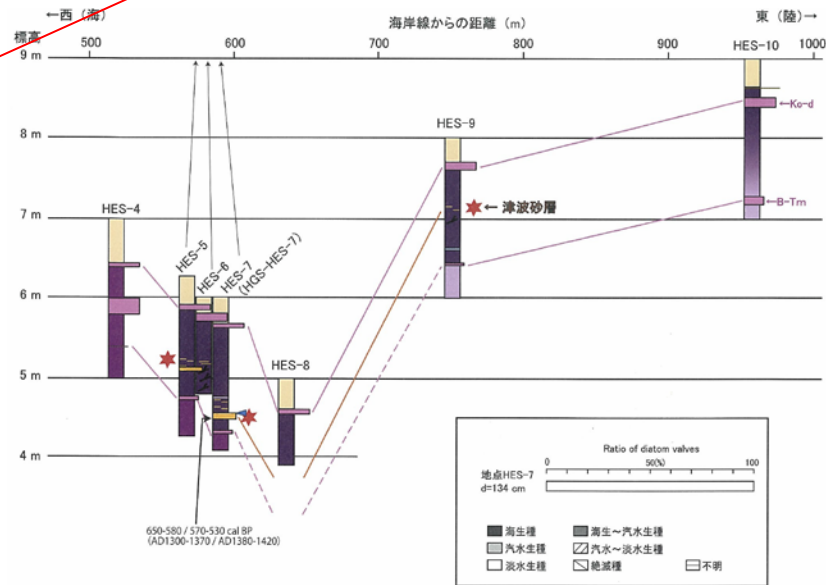 ←西（海）
海岸線からの距離（m）
東（陸）→
標高
500
600
700
800
900
1000
9 m
8 m
7 m
6 m
5 m
4 m
HES-4
HES-5
HES-6
HES-7
(HGS-HES-7)
HES-8
HES-9
HES-10
←Ko-d
←B-Tm
←津波砂層
650-580 / 570-530 cal BP
(AD1300-1370 / AD1380-1420)
Ratio of diatom valves
地点HES-7
d=134 cm
0
50(%)
100
海生種
海生～汽水生種
汽水生種
汽水～淡水生種
淡水生種
絶滅種
不明